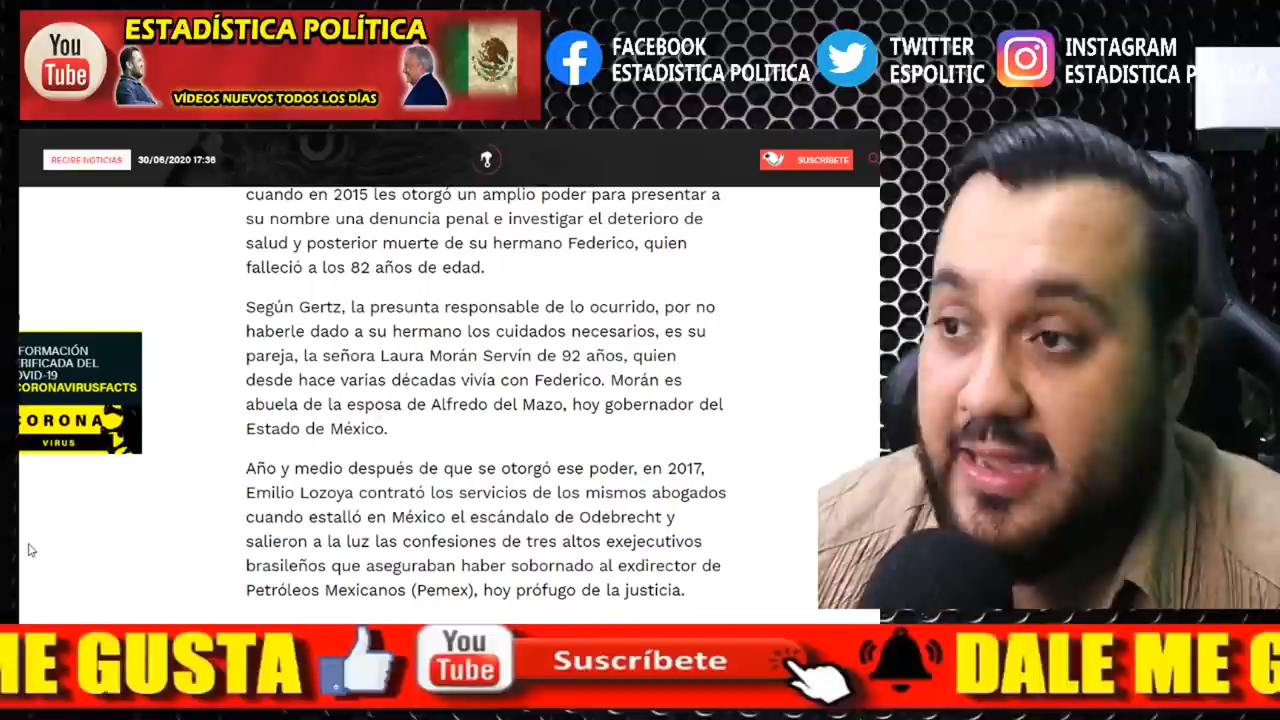 You
Tube
ESTADÍSTICA POLÍTICA
VÍDEOS NUEVOS TODOS LOS DÍAS
FACEBOOK
ESTADISTICA POLITICA
TWITTER
ESPOLITIC
INSTAGRAM
ESTADISTICA POLITICA
RECIBE NOTICIAS
30/06/2020 17:36
SUSCRÍBETE
cuando en 2015 les otorgó un amplio poder para presentar a
su nombre una denuncia penal e investigar el deterioro de
salud y posterior muerte de su hermano Federico, quien
falleció a los 82 años de edad.
Según Gertz, la presunta responsable de lo ocurrido, por no
haberle dado a su hermano los cuidados necesarios, es su
pareja, la señora Laura Morán Servín de 92 años, quien
desde hace varias décadas vivía con Federico. Morán es
abuela de la esposa de Alfredo del Mazo, hoy gobernador del
Estado de México.
Año y medio después de que se otorgó ese poder, en 2017,
Emilio Lozoya contrató los servicios de los mismos abogados
cuando estalló en México el escándalo de Odebrecht y
salieron a la luz las confesiones de tres altos exejecutivos
brasileños que aseguraban haber sobornado al exdirector de
Petróleos Mexicanos (Pemex), hoy prófugo de la justicia.
FORMACIÓN
ERIFICADA DEL
OVID-19
CORONAVIRUSFACTS
CORONA
VIRUS
ME GUSTA
You
Tube
Suscríbete
DALE ME G